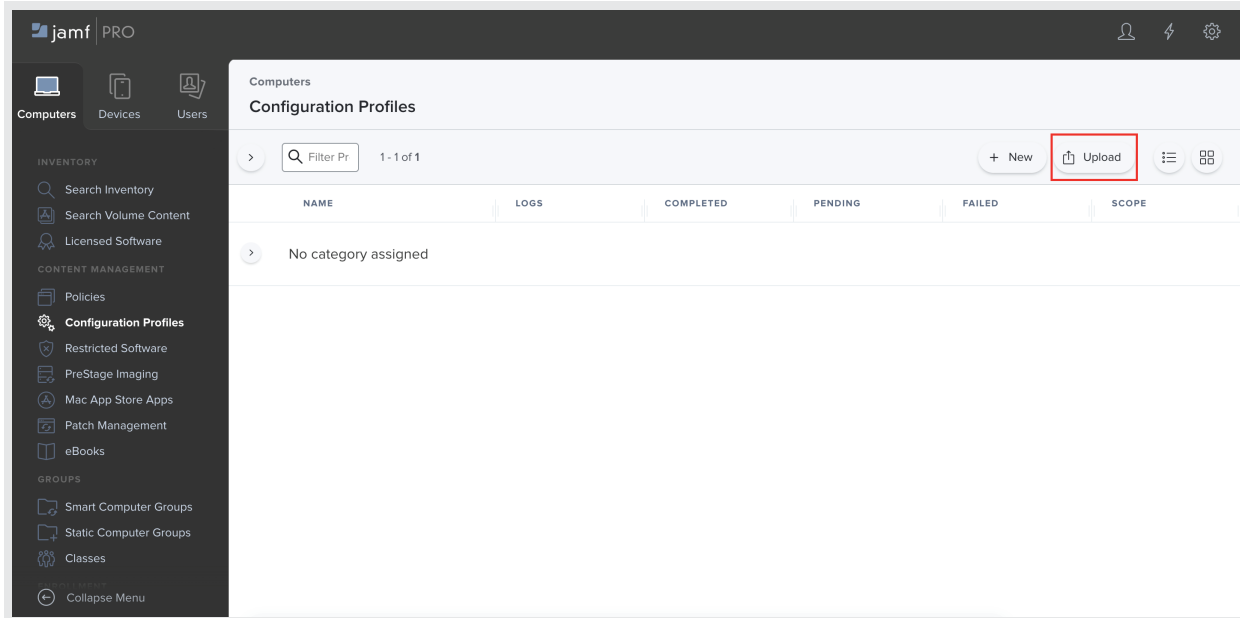 jamf PRO
Computers
Devices
Users
INVENTORY
Search Inventory
Search Volume Content
Licensed Software
CONTENT MANAGEMENT
Policies
Configuration Profiles
Restricted Software
PreStage Imaging
Mac App Store Apps
Patch Management
eBooks
GROUPS
Smart Computer Groups
Static Computer Groups
Classes
ENROLLMENT
Collapse Menu
Computers
Configuration Profiles
Filter Pr
1 - 1 of 1
New
Upload
NAME LOGS COMPLETED PENDING FAILED SCOPE
No category assigned